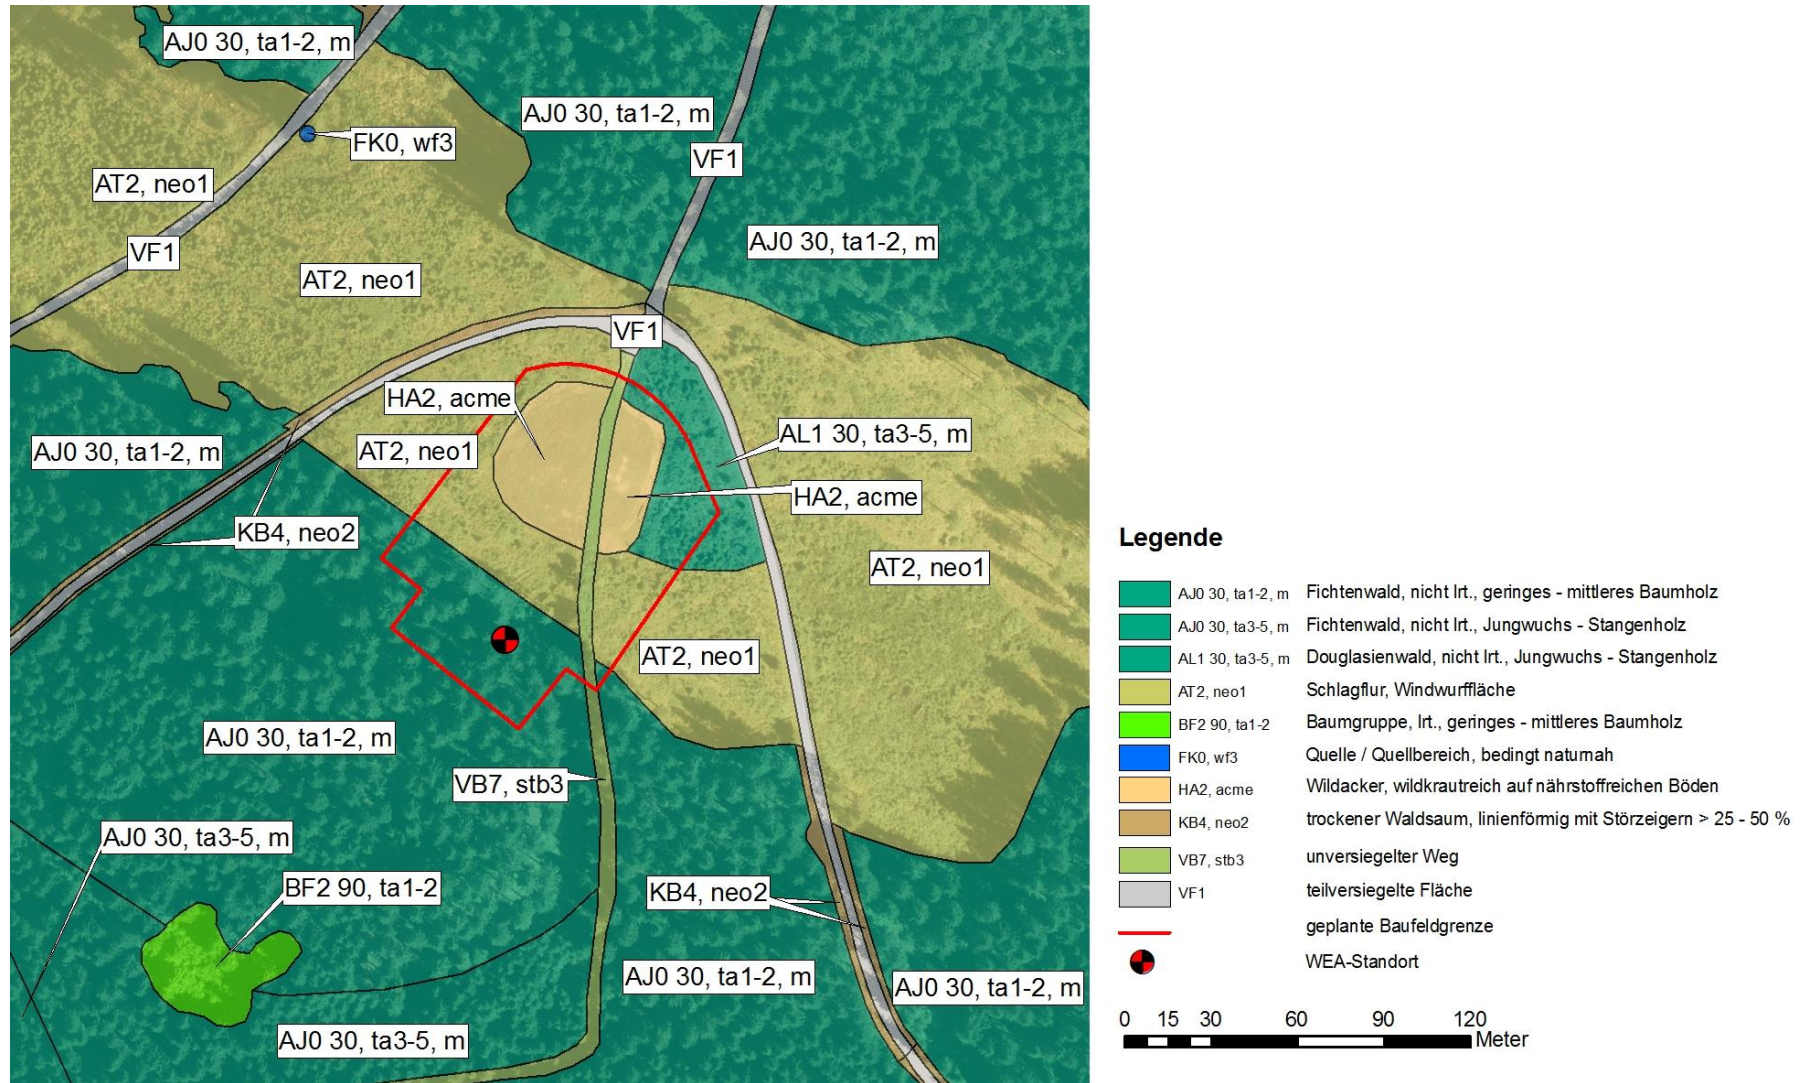 AJ0 30, ta1-2, m
AJ0 30, ta1-2, m
FK0, wf3
VF1
AT2, neo1
AJ0 30, ta1-2, m
VF1
AT2, neo1
VF1
HA2, acme
AL1 30, ta3-5, m
AJ0 30, ta1-2, m
AT2, neo1
HA2, acme
KB4, neo2
AT2, neo1
AT2, neo1
AJ0 30, ta1-2, m
VB7, stb3
AJ0 30, ta3-5, m
BF2 90, ta1-2
KB4, neo2
AJ0 30, ta1-2, m
AJ0 30, ta1-2, m
AJ0 30, ta3-5, m
Legende
AJ0 30, ta1-2, m Fichtenwald, nicht lrt., geringes - mittleres Baumholz
AJ0 30, ta3-5, m Fichtenwald, nicht lrt., Jungwuchs - Stangenholz
AL1 30, ta3-5, m Douglasienwald, nicht lrt., Jungwuchs - Stangenholz
AT2, neo1 Schlagflur, Windwurffläche
BF2 90, ta1-2 Baumgruppe, lrt., geringes - mittleres Baumholz
FK0, wf3 Quelle / Quellbereich, bedingt naturnah
HA2, acme Wildacker, wildkrautreich auf nährstoffreichen Böden
KB4, neo2 trockener Waldsaum, linienförmig mit Störzeigern > 25 - 50 %
VB7, stb3 unversiegelter Weg
VF1 teilversiegelte Fläche
geplante Baufeldgrenze
WEA-Standort
0 15 30 60 90 120
Meter